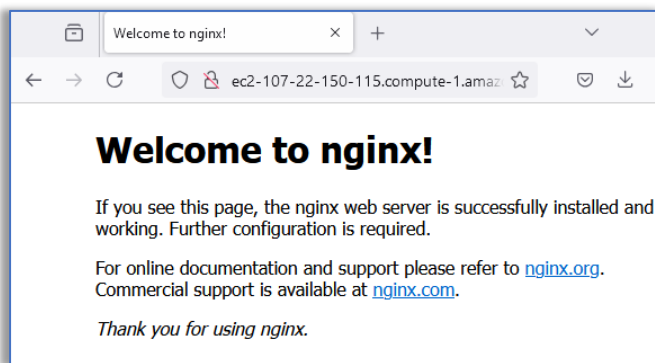 Welcome to nginx!
ec2-107-22-150-115.compute-1.amaz
Welcome to nginx!
If you see this page, the nginx web server is successfully installed and
working. Further configuration is required.
For online documentation and support please refer to nginx.org.
Commercial support is available at nginx.com.
Thank you for using nginx.